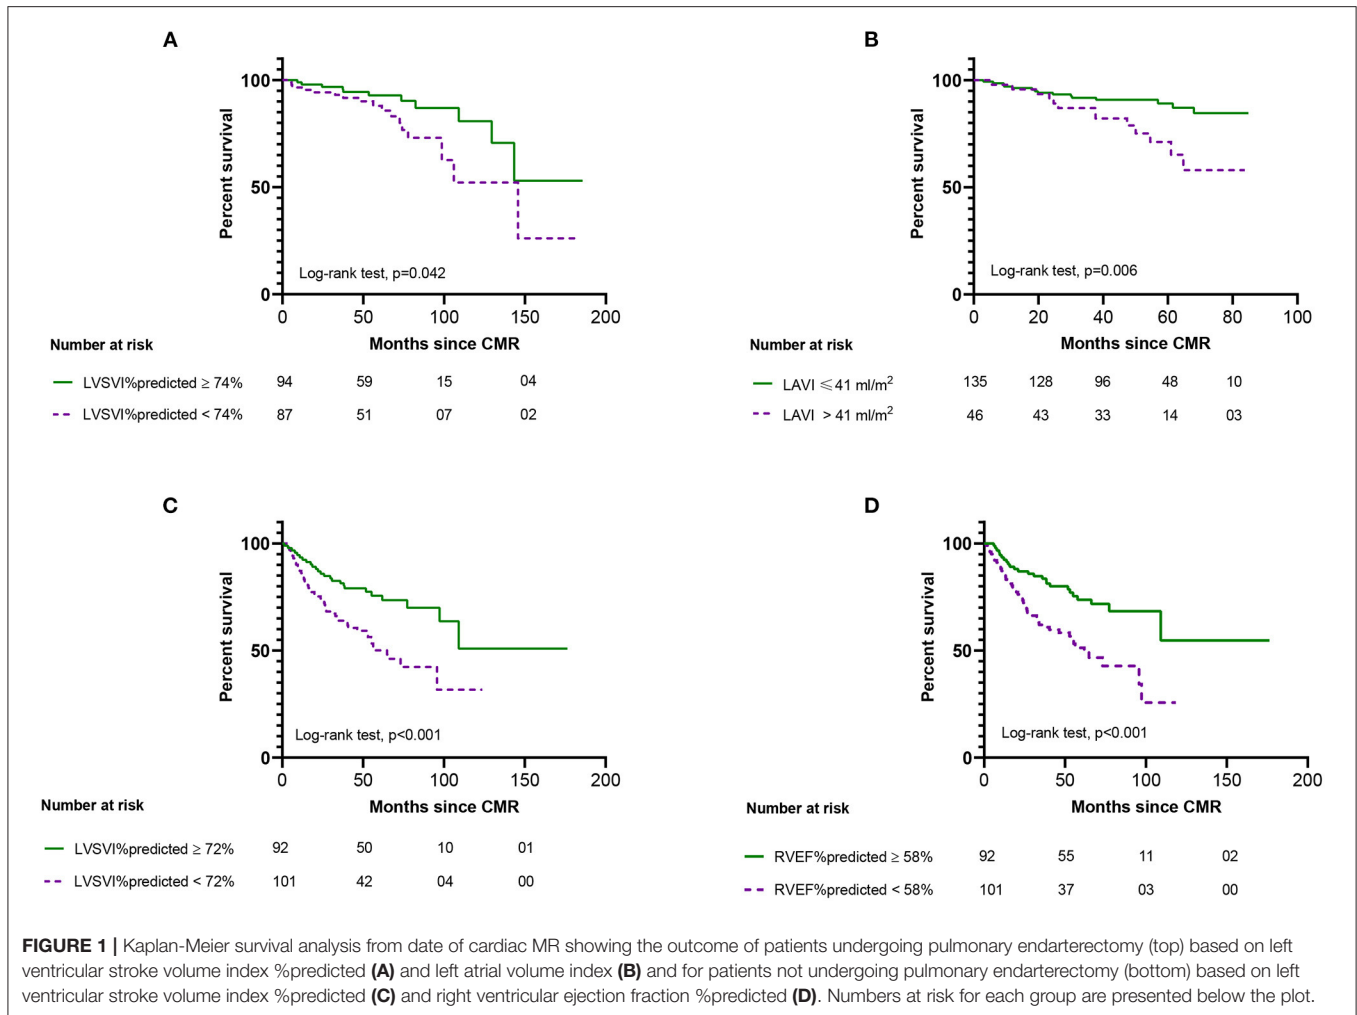 A
Percent survival
100
50
0
Log-rank test, p=0.042
0 50 100 150 200
Number at risk
Months since CMR
LVSVI%predicted ≥ 74% 94 59 15 04
LVSVI%predicted < 74% 87 51 07 02
B
Percent survival
100
50
0
Log-rank test, p=0.006
0 20 40 60 80 100
Number at risk
Months since CMR
LAVI ⩽41 ml/m² 135 128 96 48 10
LAVI > 41 ml/m² 46 43 33 14 03
C
Percent survival
100
50
0
Log-rank test, p<0.001
0 50 100 150 200
Number at risk
Months since CMR
LVSVI%predicted ≥ 72% 92 50 10 01
LVSVI%predicted < 72% 101 42 04 00
D
Percent survival
100
50
0
Log-rank test, p<0.001
0 50 100 150 200
Number at risk
Months since CMR
RVEF%predicted ≥ 58% 92 55 11 02
RVEF%predicted < 58% 101 37 03 00
FIGURE 1 | Kaplan-Meier survival analysis from date of cardiac MR showing the outcome of patients undergoing pulmonary endarterectomy (top) based on left
ventricular stroke volume index %predicted (A) and left atrial volume index (B) and for patients not undergoing pulmonary endarterectomy (bottom) based on left
ventricular stroke volume index %predicted (C) and right ventricular ejection fraction %predicted (D). Numbers at risk for each group are presented below the plot.